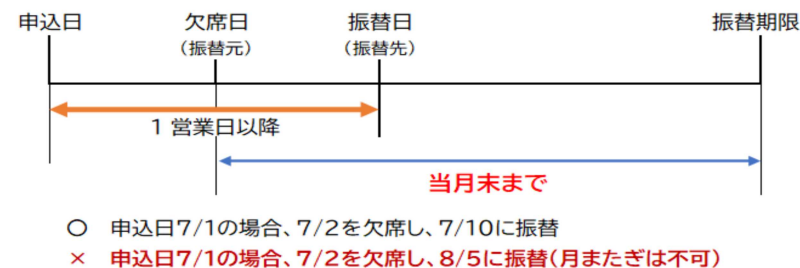 申込日 欠席日 振替日 振替期限
（振替元） （振替先）
1 営業日以降
当月末まで
○ 申込日7/1の場合、7/2を欠席し、7/10に振替
× 申込日7/1の場合、7/2を欠席し、8/5に振替（月またぎは不可）